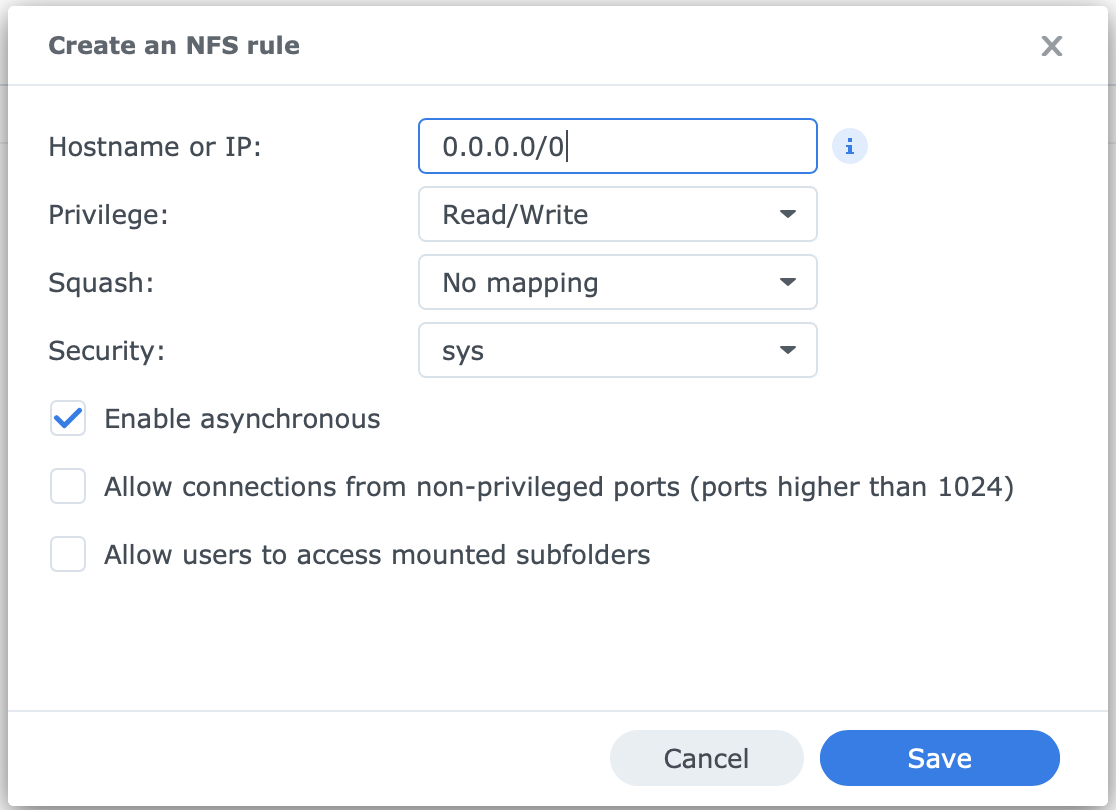 Create an NFS rule
Hostname or IP: 0.0.0.0/0
Privilege: Read/Write
Squash: No mapping
Security: sys
Enable asynchronous
Allow connections from non-privileged ports (ports higher than 1024)
Allow users to access mounted subfolders
Cancel Save